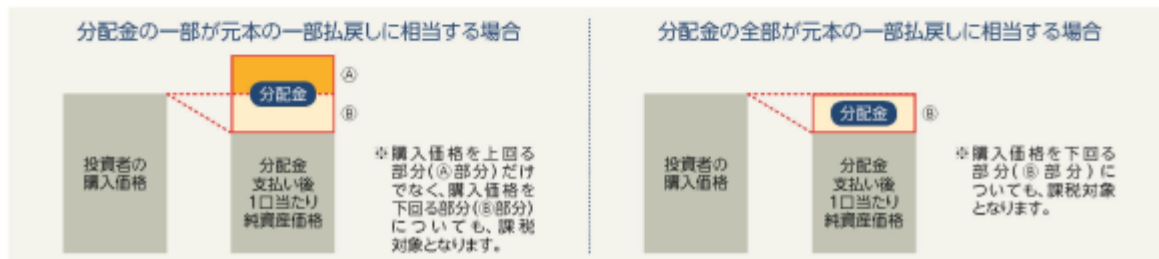 分配金の一部が元本の一部払戻しに相当する場合
Ⓐ
分配金
Ⓑ
投資者の
購入価格
分配金
支払い後
1口当たり
純資産価格
※購入価格を上回る
部分(Ⓐ部分)だけ
でなく、購入価格を
下回る部分(Ⓑ部分)
についても、課税
対象となります。
分配金の全部が元本の一部払戻しに相当する場合
分配金
Ⓑ
投資者の
購入価格
分配金
支払い後
1口当たり
純資産価格
※購入価格を下回る
部分(Ⓑ部分)に
ついても、課税対象
となります。